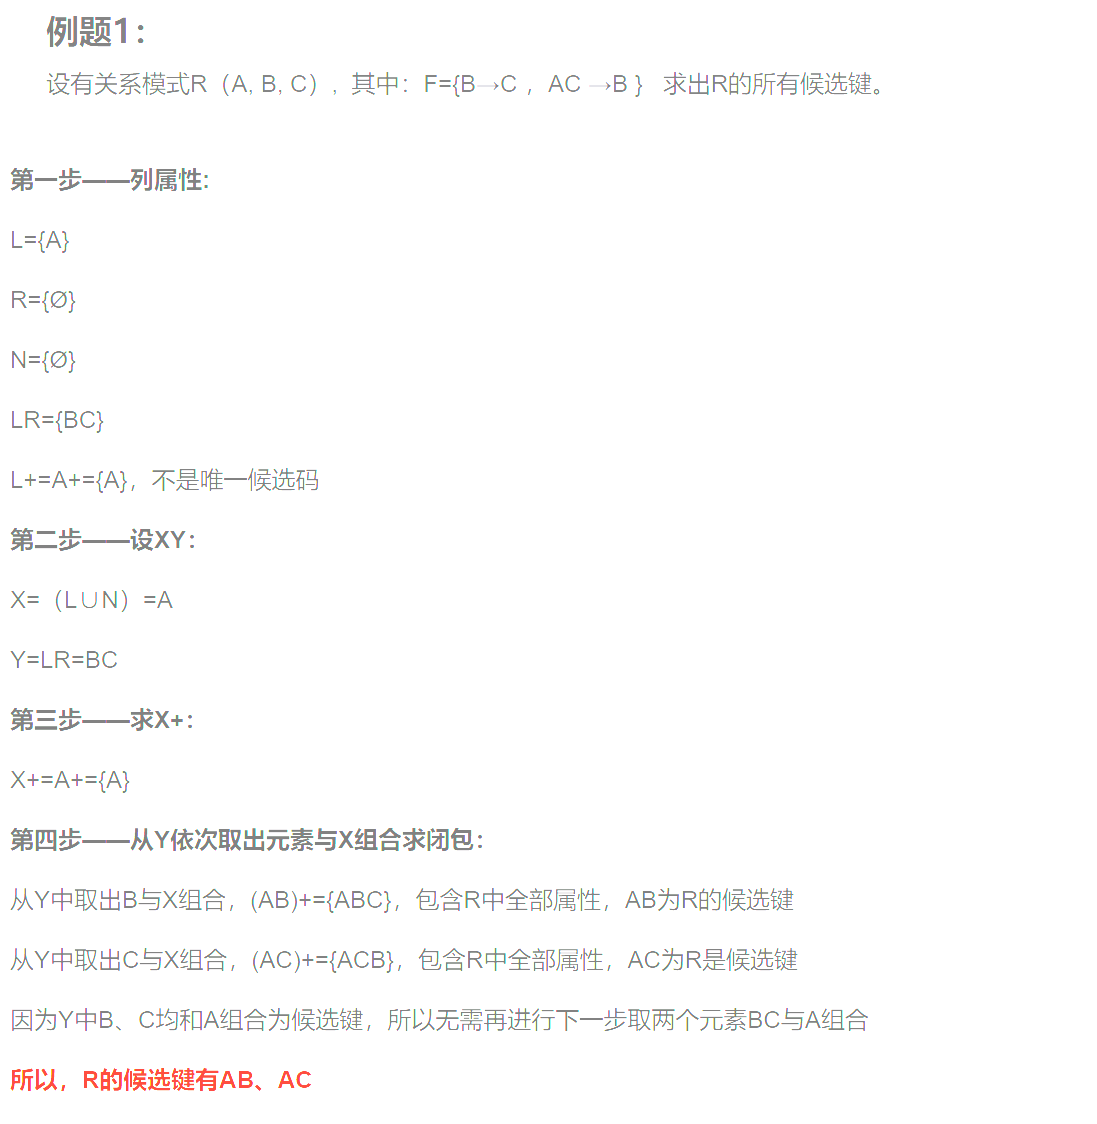 例题1：
设有关系模式R（A, B, C）, 其中：F={B→C， AC →B } 求出R的所有候选键。
第一步——列属性:
L={A}
R={Ø}
N={Ø}
LR={BC}
L+=A+={A}，不是唯一候选码
第二步——设XY：
X=（L∪N）=A
Y=LR=BC
第三步——求X+：
X+=A+={A}
第四步——从Y依次取出元素与X组合求闭包：
从Y中取出B与X组合，(AB)+={ABC}，包含R中全部属性，AB为R的候选键
从Y中取出C与X组合，(AC)+={ACB}，包含R中全部属性，AC为R是候选键
因为Y中B、C均和A组合为候选键，所以无需再进行下一步取两个元素BC与A组合
所以，R的候选键有AB、AC